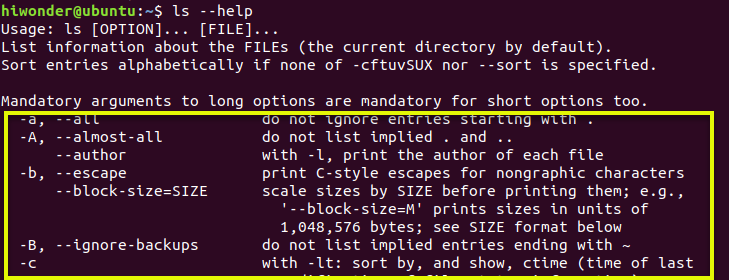 hiwonder@ubuntu:~$ ls --help
Usage: ls [OPTION]... [FILE]...
List information about the FILEs (the current directory by default).
Sort entries alphabetically if none of -cftuvSUX nor --sort is specified.

Mandatory arguments to long options are mandatory for short options too.
  -a, --all                  do not ignore entries starting with .
  -A, --almost-all           do not list implied . and ..
      --author               with -l, print the author of each file
  -b, --escape               print C-style escapes for nongraphic characters
      --block-size=SIZE      scale sizes by SIZE before printing them; e.g.,
                               '--block-size=M' prints sizes in units of
                               1,048,576 bytes; see SIZE format below
  -B, --ignore-backups       do not list implied entries ending with ~
  -c                         with -lt: sort by, and show, ctime (time of last